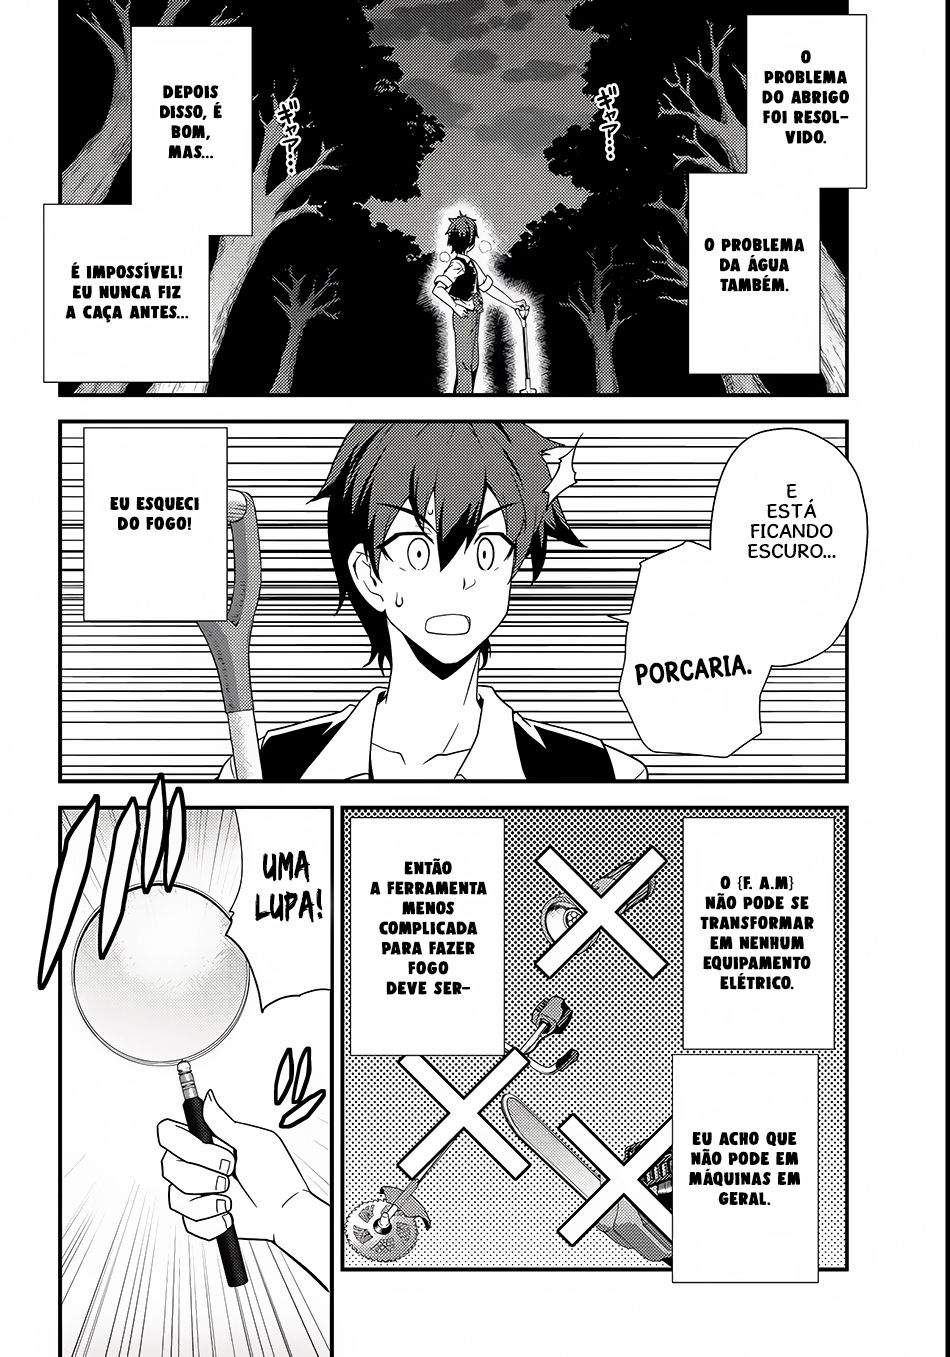 O
PROBLEMA
DO ABRIGO
FOI RESOL-
VIDO.
O PROBLEMA
DA ÁGUA
TAMBÉM.
ギャア…
ギャア…
DEPOIS
DISSO, É
BOM,
MAS...
É IMPOSSÍVEL!
EU NUNCA FIZ
A CAÇA ANTES...
E
ESTÁ
FICANDO
ESCURO...
PORCARIA.
EU ESQUECI
DO FOGO!
O {F. A.M}
NÃO PODE SE
TRANSFORMAR
EM NENHUM
EQUIPAMENTO
ELÉTRICO.
EU ACHO QUE
NÃO PODE EM
MÁQUINAS EM
GERAL.
ENTÃO
A FERRAMENTA
MENOS
COMPLICADA
PARA FAZER
FOGO
DEVE SER-
UMA
LUPA!